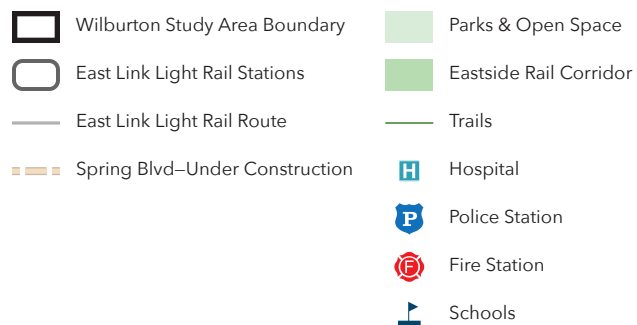 Wilburton Study Area Boundary
East Link Light Rail Stations
East Link Light Rail Route
Spring Blvd—Under Construction
Parks & Open Space
Eastside Rail Corridor
Trails
H Hospital
P Police Station
F Fire Station
Schools